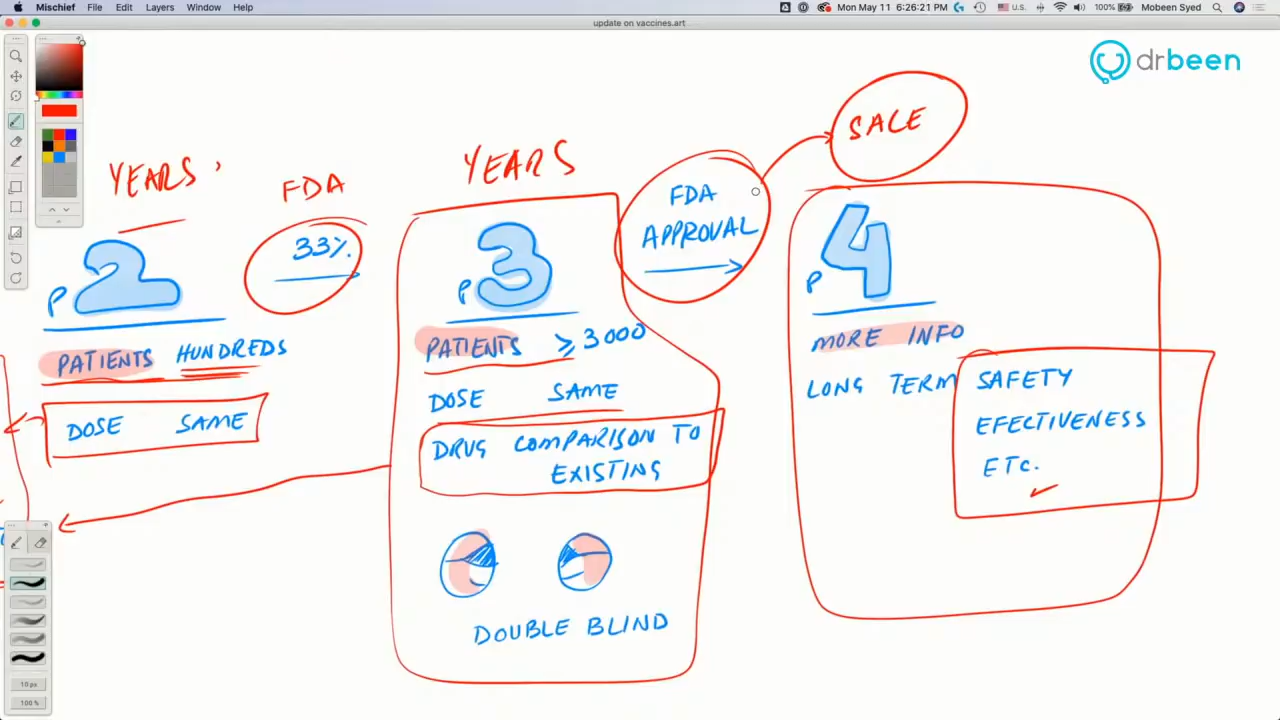 Mischief File Edit Layers Window Help
U.S. Mon May 11 6:26:21 PM 100% Mobeen Syed
update on vaccines.art
drbeen
SALE
YEARS
FDA
33%
P2
PATIENTS HUNDREDS
DOSE SAME
YEARS
P3
PATIENTS ≥ 3000
DOSE SAME
DRUG COMPARISON TO
EXISTING
DOUBLE BLIND
FDA
APPROVAL
P4
MORE INFO
LONG TERM SAFETY
EFECTIVENESS
ETC.
10 px
100 %